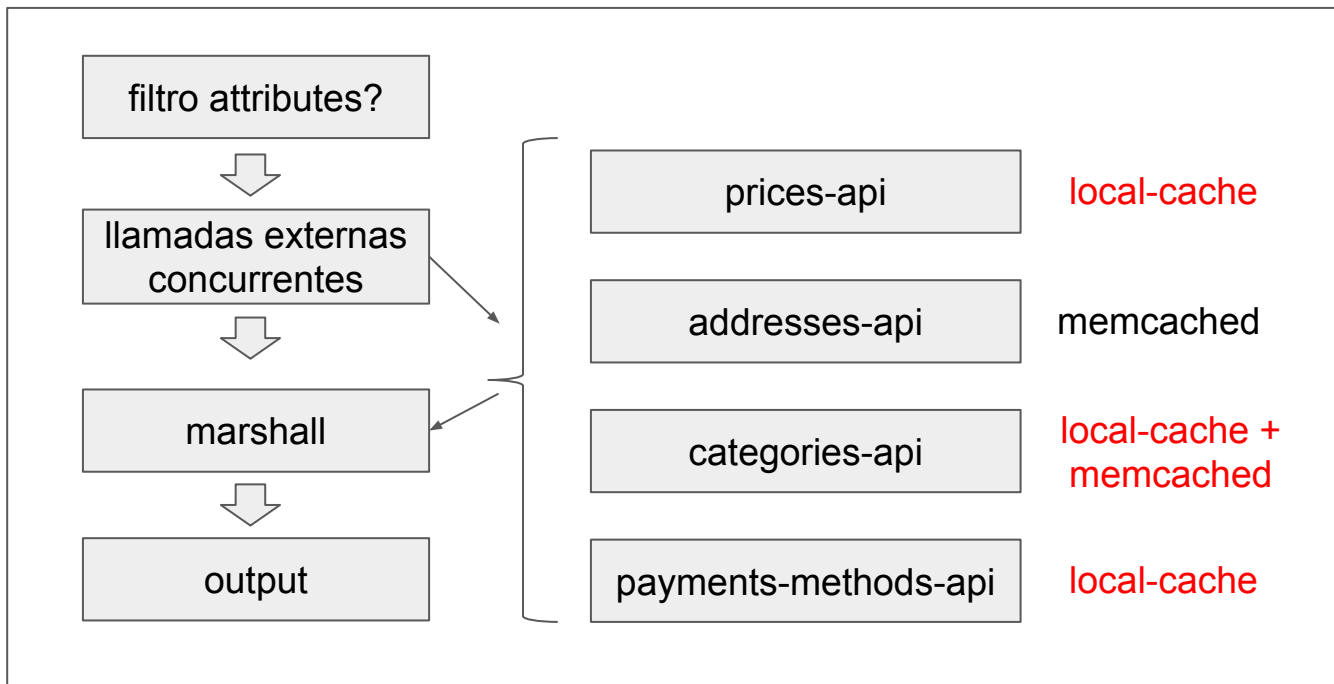 filtro attributes?
llamadas externas
concurrentes
marshall
output
prices-api
local-cache
addresses-api
memcached
categories-api
local-cache +
memcached
payments-methods-api
local-cache